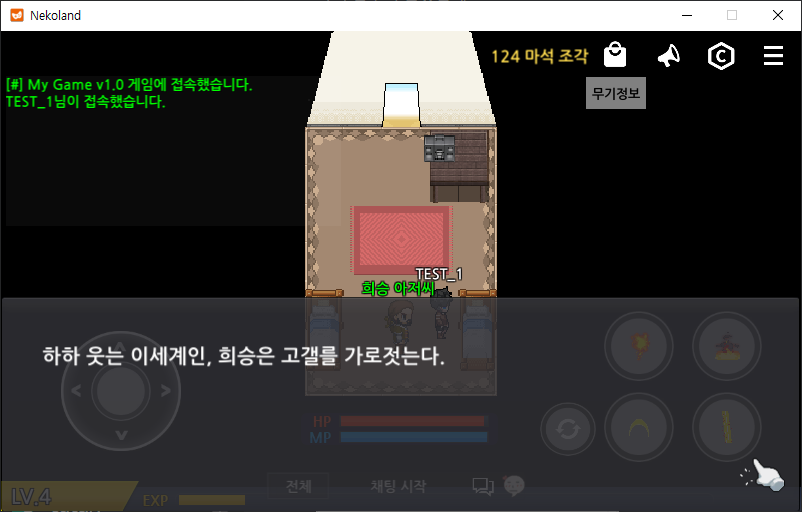 Nekoland
124 마석 조각
[#] My Game v1.0 게임에 접속했습니다.
TEST_1님이 접속했습니다.
무기정보
TEST_1
희승 아저씨
하하 웃는 이세계인, 희승은 고갤를 가로젓는다.
HP
MP
전체
채팅 시작
LV.4
EXP